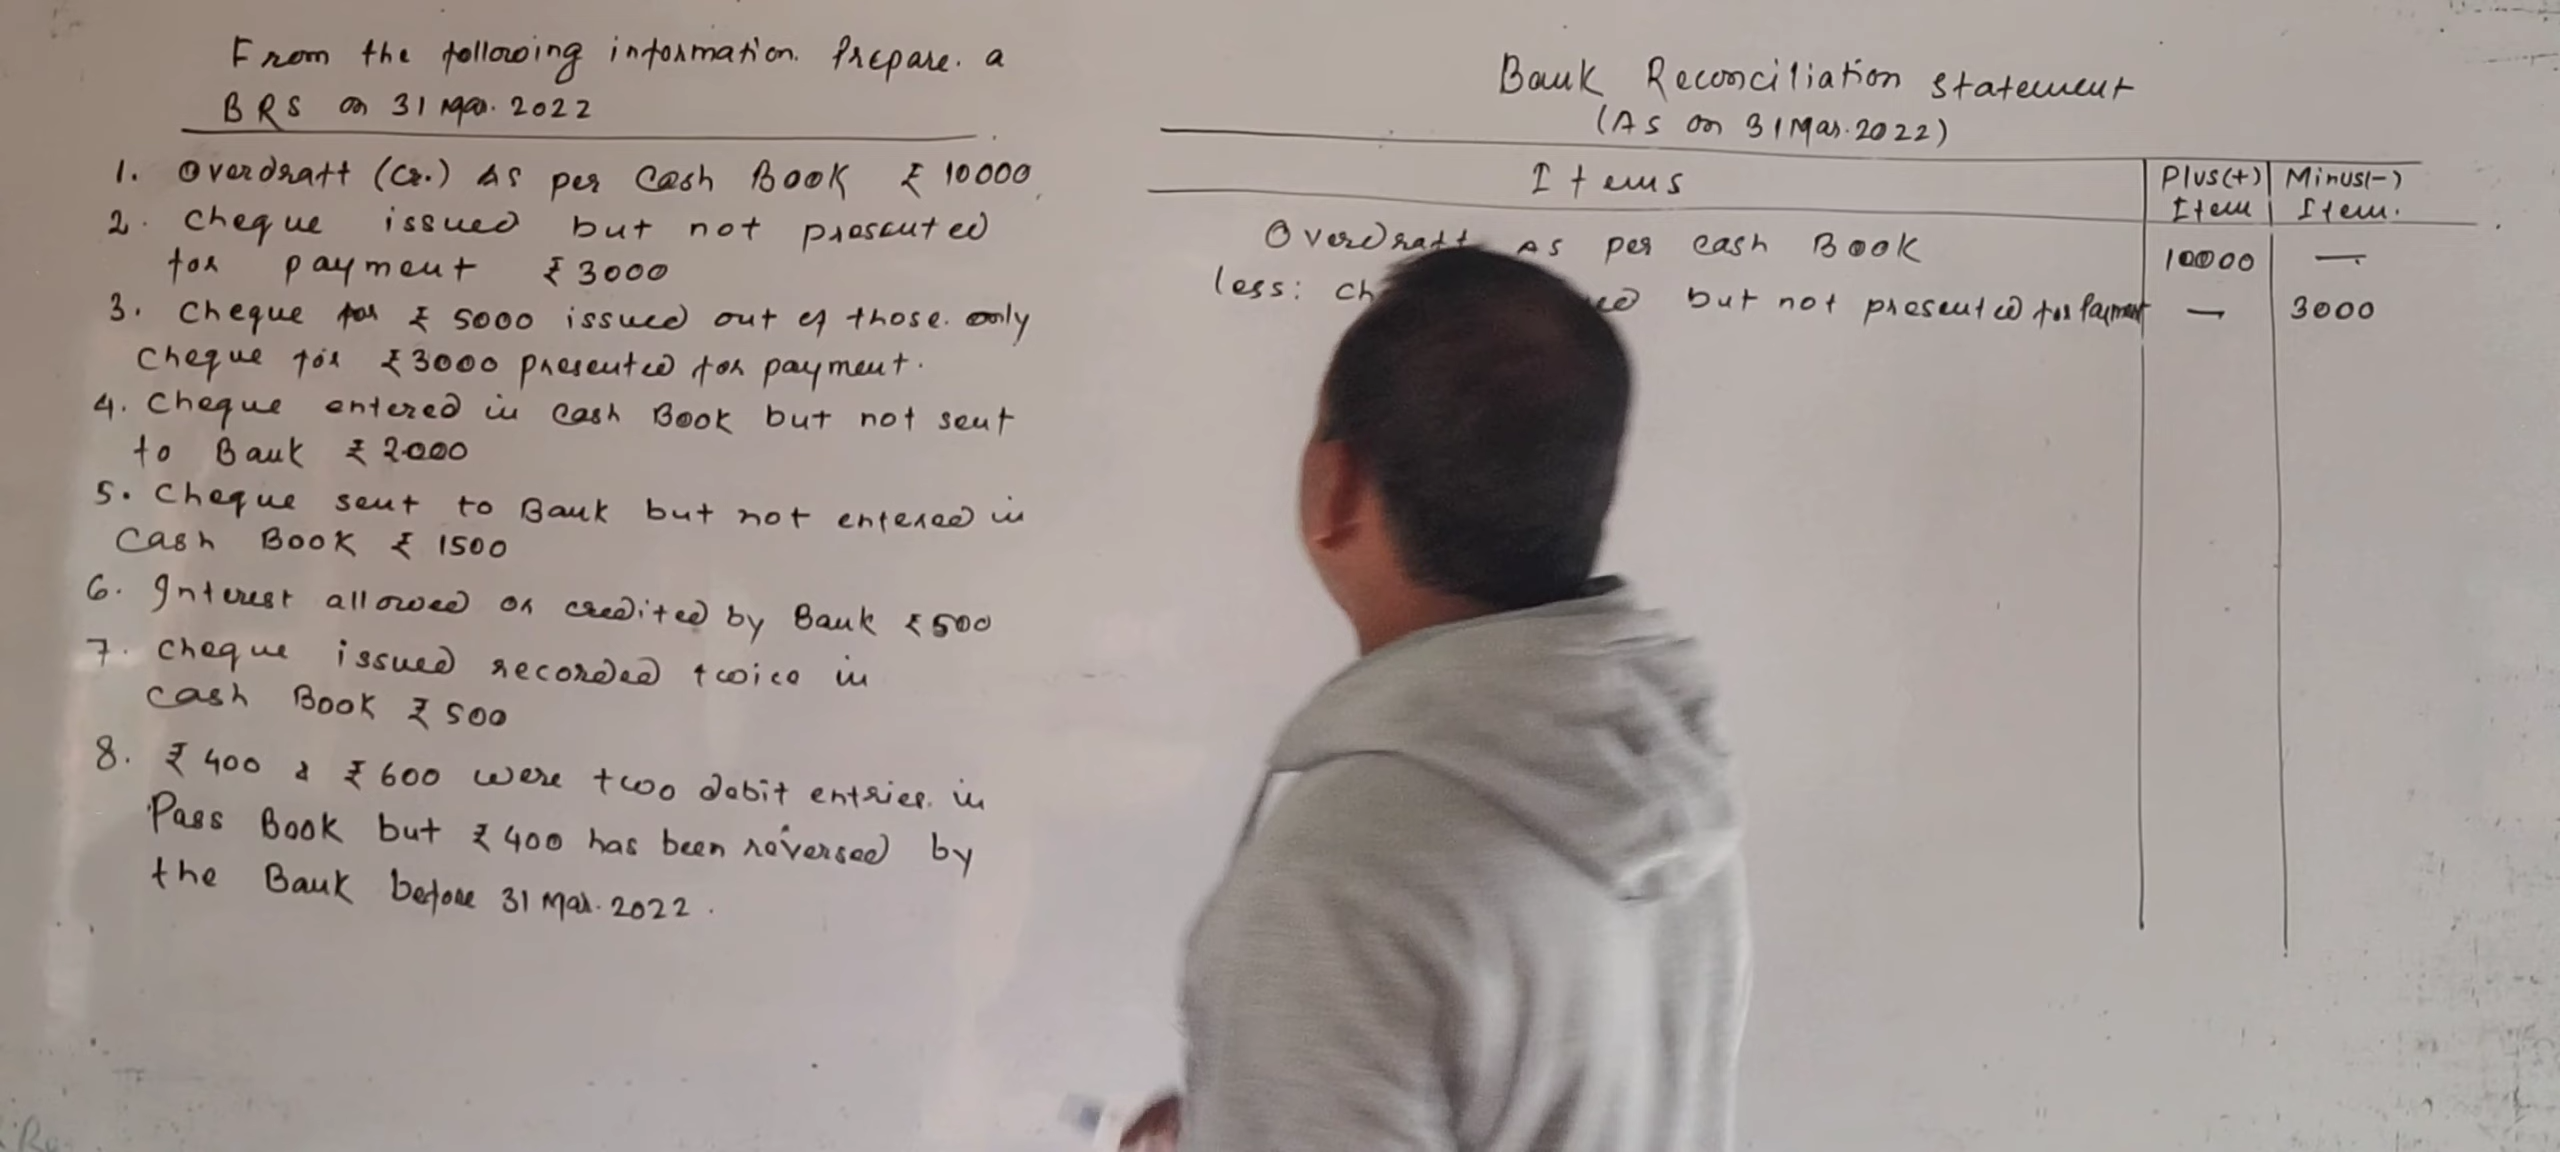 From the following information. Prepare. a
BRS on 31 Mar. 2022
1. Overdraft (Cr.) As per Cash Book ₹ 10000
2. Cheque issued but not presented
for payment ₹ 3000
3. Cheque for ₹ 5000 issued out of those. only
Cheque for ₹ 3000 presented for payment.
4. Cheque entered in Cash Book but not sent
to Bank ₹ 2000
5. Cheque sent to Bank but not entered in
Cash Book ₹ 1500
6. Interest allowed or credited by Bank ₹ 500
7. Cheque issued recorded twice in
Cash Book ₹ 500
8. ₹ 400 & ₹ 600 were two debit entries. in
Pass Book but ₹ 400 has been reversed by
the Bank before 31 Mar. 2022.
Bank Reconciliation Statement
(As on 31 Mar. 2022)
Items Plus(+) Item Minus(-) Item.
Overdraft As per Cash Book 10000 —
less: but not presented for Payment — 3000